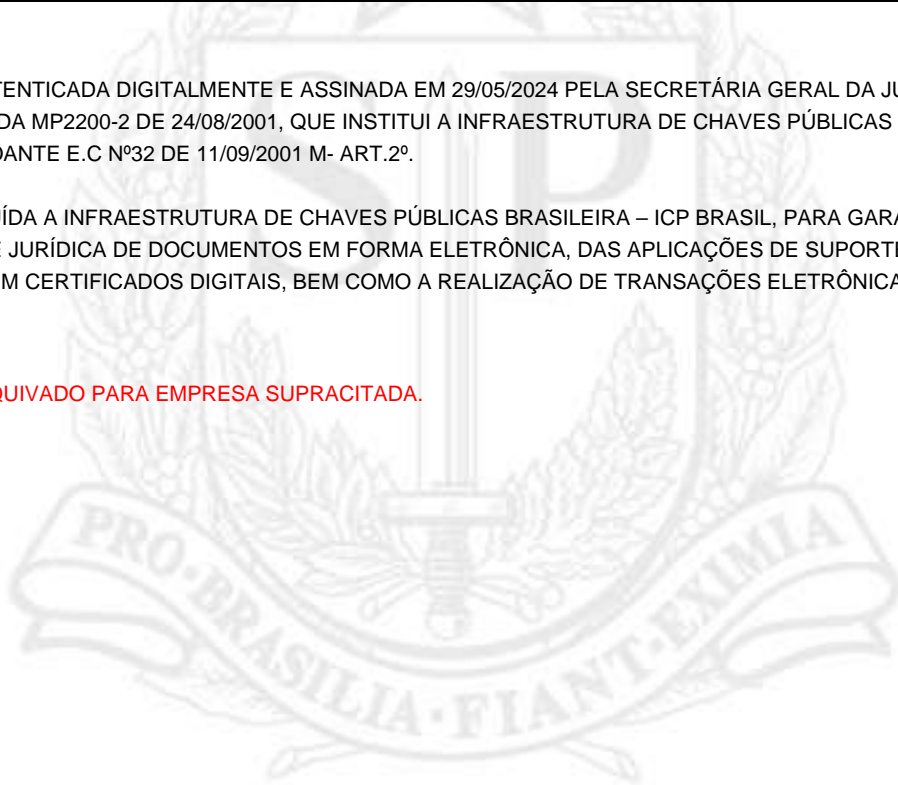 TENTICADA DIGITALMENTE E ASSINADA EM 29/05/2024 PELA SECRETÁRIA GERAL DA JU
DA MP2200-2 DE 24/08/2001, QUE INSTITUI A INFRAESTRUTURA DE CHAVES PÚBLICAS
DANTE E.C Nº32 DE 11/09/2001 M- ART.2º.
UÍDA A INFRAESTRUTURA DE CHAVES PÚBLICAS BRASILEIRA – ICP BRASIL, PARA GARA
E JURÍDICA DE DOCUMENTOS EM FORMA ELETRÔNICA, DAS APLICAÇÕES DE SUPORTE
M CERTIFICADOS DIGITAIS, BEM COMO A REALIZAÇÃO DE TRANSAÇÕES ELETRÔNICA
QUIVADO PARA EMPRESA SUPRACITADA.
S P
PRO·BRASILIA·FIANT·EXIMIA